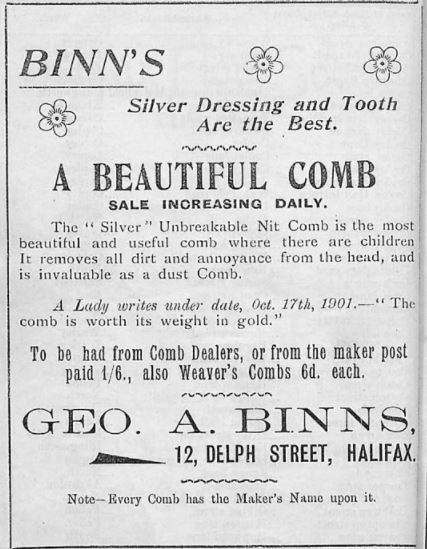 BINN'S
Silver Dressing and Tooth
Are the Best.
A BEAUTIFUL COMB
SALE INCREASING DAILY.
The "Silver" Unbreakable Nit Comb is the most
beautiful and useful comb where there are children
It removes all dirt and annoyance from the head, and
is invaluable as a dust Comb.
A Lady writes under date, Oct. 17th, 1901.—"The
comb is worth its weight in gold."
To be had from Comb Dealers, or from the maker post
paid 1/6., also Weaver's Combs 6d. each.
GEO. A. BINNS,
12, DELPH STREET, HALIFAX.
Note—Every Comb has the Maker's Name upon it.